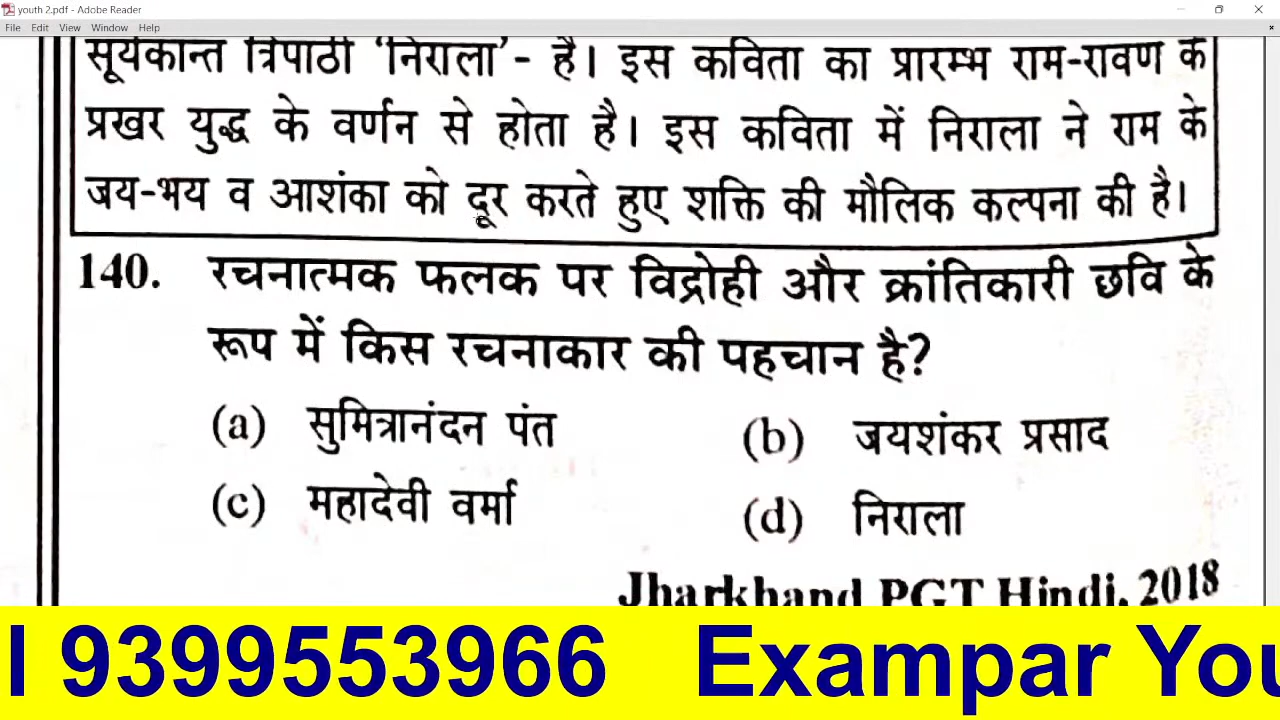 youth 2.pdf - Adobe Reader
File Edit View Window Help
सूर्यकान्त त्रिपाठी 'निराला'- है। इस कविता का प्रारम्भ राम-रावण के
प्रखर युद्ध के वर्णन से होता है। इस कविता में निराला ने राम के
जय-भय व आशंका को दूर करते हुए शक्ति की मौलिक कल्पना की है।
140. रचनात्मक फलक पर विद्रोही और क्रांतिकारी छवि के
रूप में किस रचनाकार की पहचान है?
(a) सुमित्रानंदन पंत (b) जयशंकर प्रसाद
(c) महादेवी वर्मा (d) निराला
Jharkhand PGT Hindi, 2018
l 9399553966 Exampar You